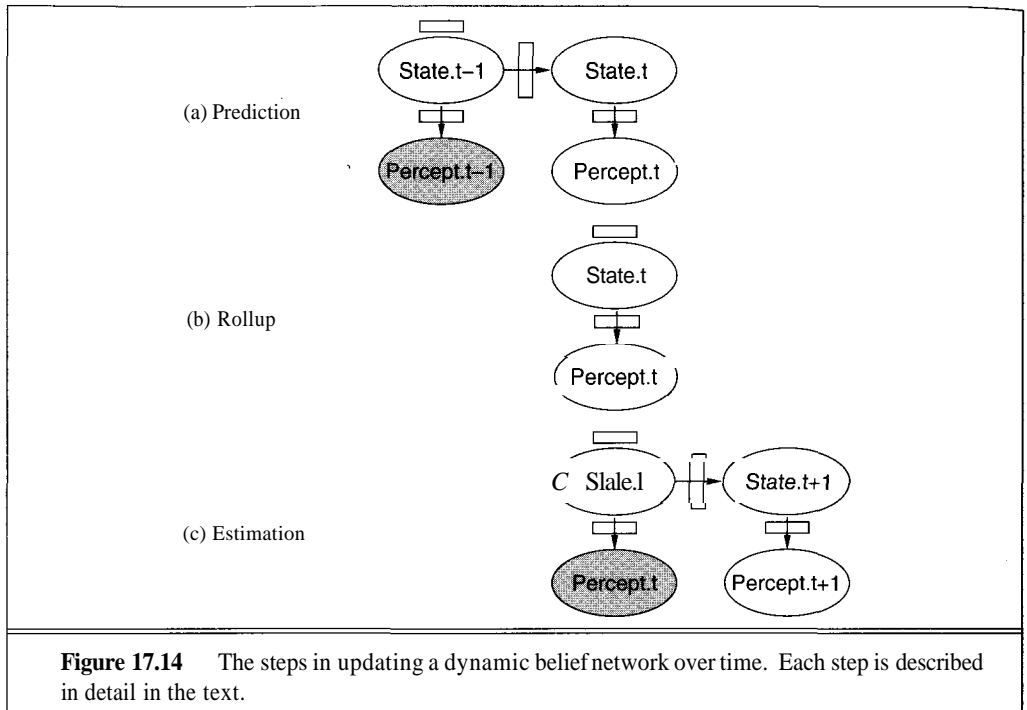 State.t–1
State.t
(a) Prediction
Percept.t–1
Percept.t
State.t
(b) Rollup
Percept.t
C Slale.l
State.t+1
(c) Estimation
Percept.t
Percept.t+1
Figure 17.14 The steps in updating a dynamic belief network over time. Each step is described
in detail in the text.